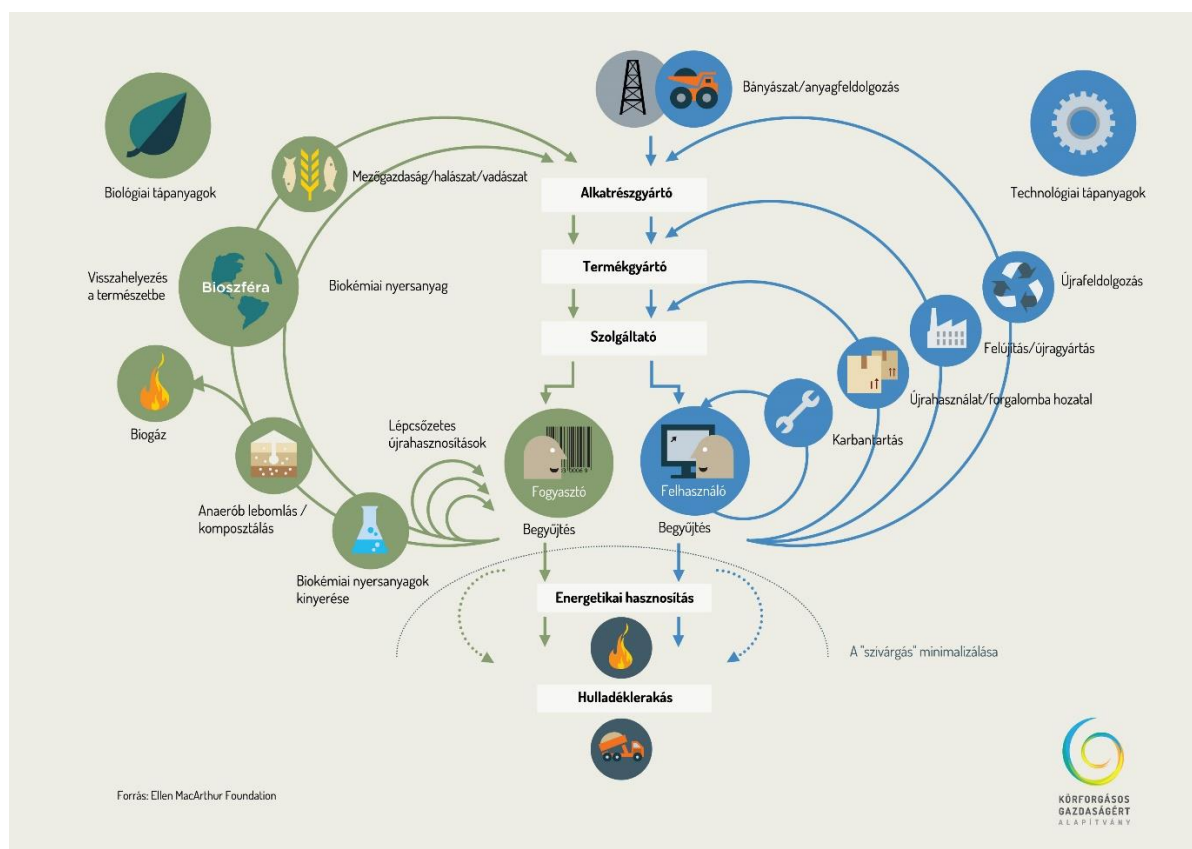 Bányászat/anyagfeldolgozás
Biológiai tápanyagok
Mezőgazdaság/halászat/vadászat
Alkatrészgyártó
Technológiai tápanyagok
Visszahelyezés
a természetbe
Bioszféra
Biokémiai nyersanyag
Termékgyártó
Újrafeldolgozás
Szolgáltató
Felújítás/újragyártás
Újrahasználat/forgalomba hozatal
Biogáz
Lépcsőzetes
újrahasznosítások
Karbantartás
Fogyasztó
Felhasználó
Anaerób lebomlás /
komposztálás
Begyűjtés
Begyűjtés
Biokémiai nyersanyagok
kinyerése
Energetikai hasznosítás
A "szivárgás" minimalizálása
Hulladéklerakás
Forrás: Ellen MacArthur Foundation
KÖRFORGÁSOS
GAZDASÁGÉRT
ALAPÍTVÁNY